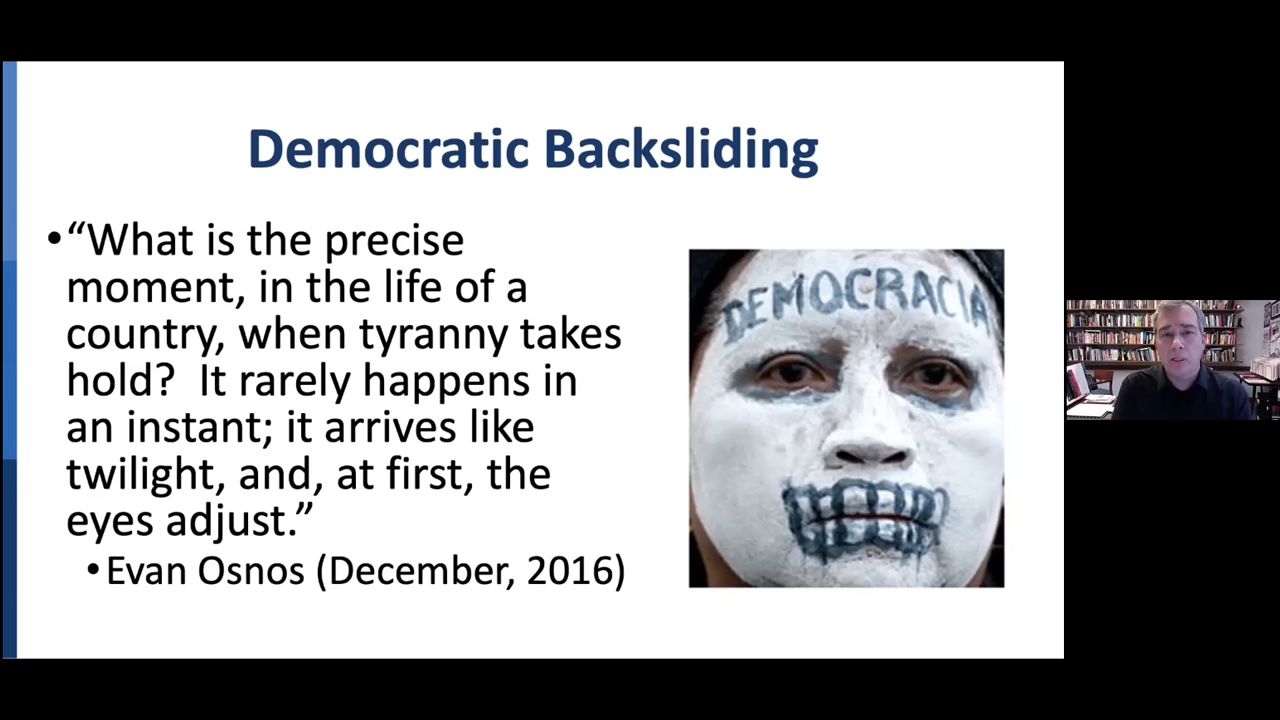 Democratic Backsliding
•“What is the precise
moment, in the life of a
country, when tyranny takes
hold?  It rarely happens in
an instant; it arrives like
twilight, and, at first, the
eyes adjust.”
•Evan Osnos (December, 2016)
DEMOCRACIA